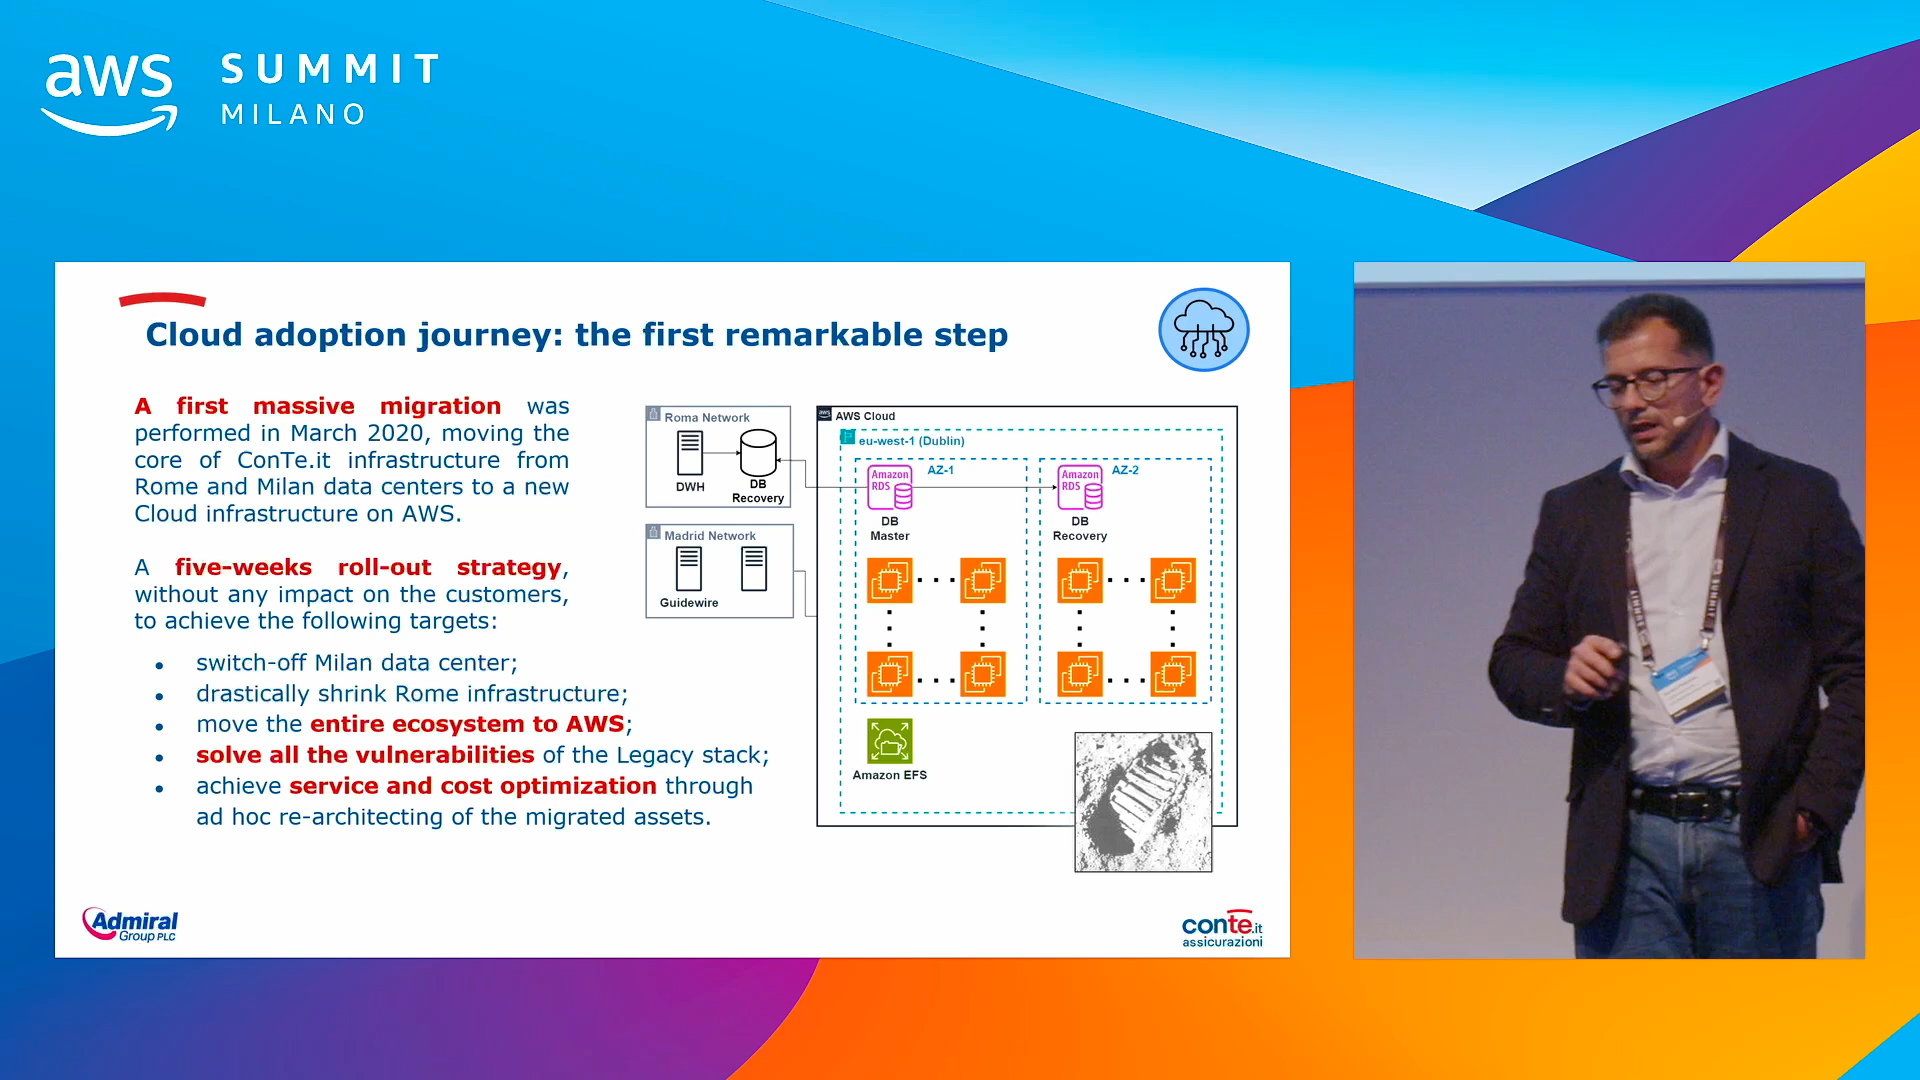 aws SUMMIT
MILANO
Cloud adoption journey: the first remarkable step
A first massive migration was
performed in March 2020, moving the
core of ConTe.it infrastructure from
Rome and Milan data centers to a new
Cloud infrastructure on AWS.
A five-weeks roll-out strategy,
without any impact on the customers,
to achieve the following targets:
• switch-off Milan data center;
• drastically shrink Rome infrastructure;
• move the entire ecosystem to AWS;
• solve all the vulnerabilities of the Legacy stack;
• achieve service and cost optimization through
ad hoc re-architecting of the migrated assets.
Roma Network
DWH
DB
Recovery
Madrid Network
Guidewire
aws AWS Cloud
eu-west-1 (Dublin)
AZ-1
Amazon
RDS
DB
Master
AZ-2
Amazon
RDS
DB
Recovery
Amazon EFS
Admiral
Group PLC
conte.it
assicurazioni